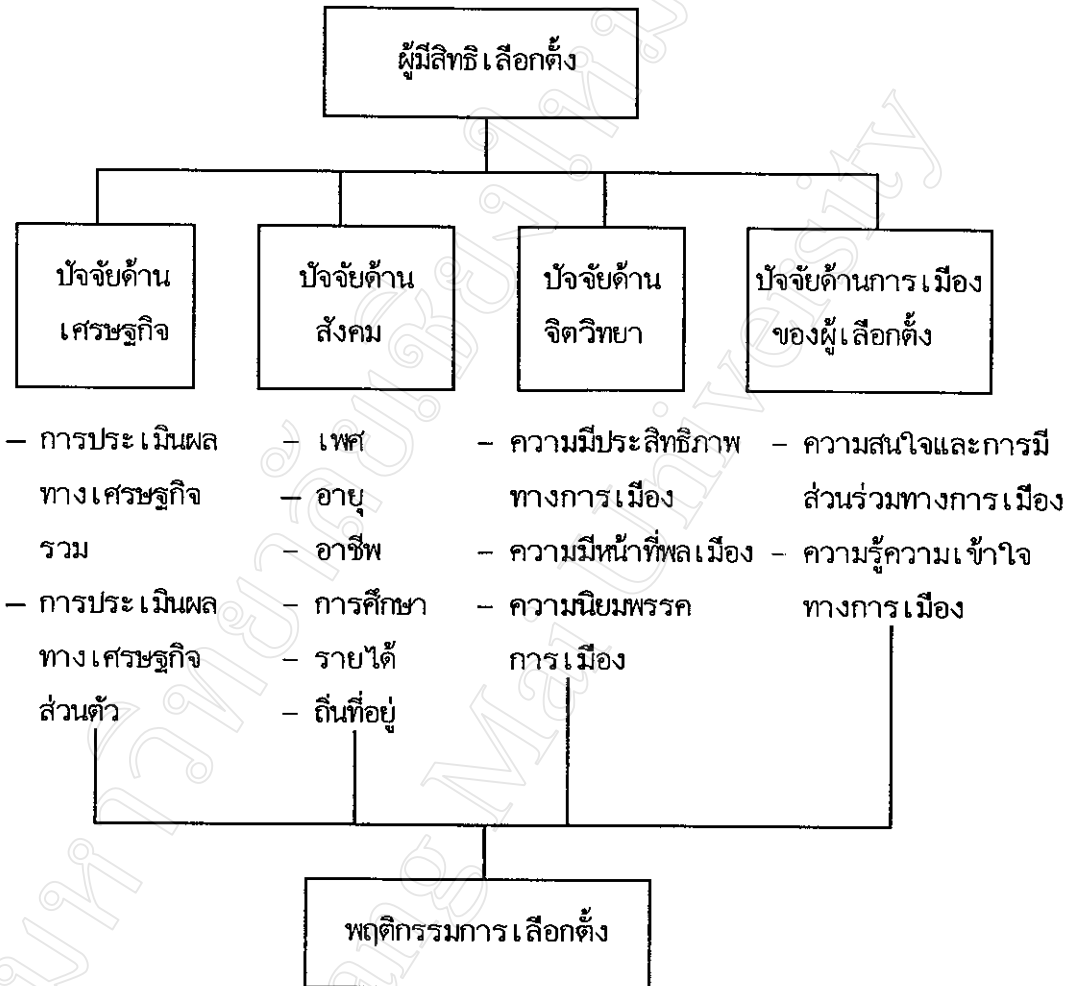 ผู้มีสิทธิเลือกตั้ง
ปัจจัยด้าน
เศรษฐกิจ
ปัจจัยด้าน
สังคม
ปัจจัยด้าน
จิตวิทยา
ปัจจัยด้านการเมือง
ของผู้เลือกตั้ง
– การประเมินผล
ทางเศรษฐกิจ
รวม
– การประเมินผล
ทางเศรษฐกิจ
ส่วนตัว
– เพศ
– อายุ
– อาชีพ
– การศึกษา
– รายได้
– ถิ่นที่อยู่
– ความมีประสิทธิภาพ
ทางการเมือง
– ความมีหน้าที่พลเมือง
– ความนิยมพรรค
การเมือง
– ความสนใจและการมี
ส่วนร่วมทางการเมือง
– ความรู้ความเข้าใจ
ทางการเมือง
พฤติกรรมการเลือกตั้ง